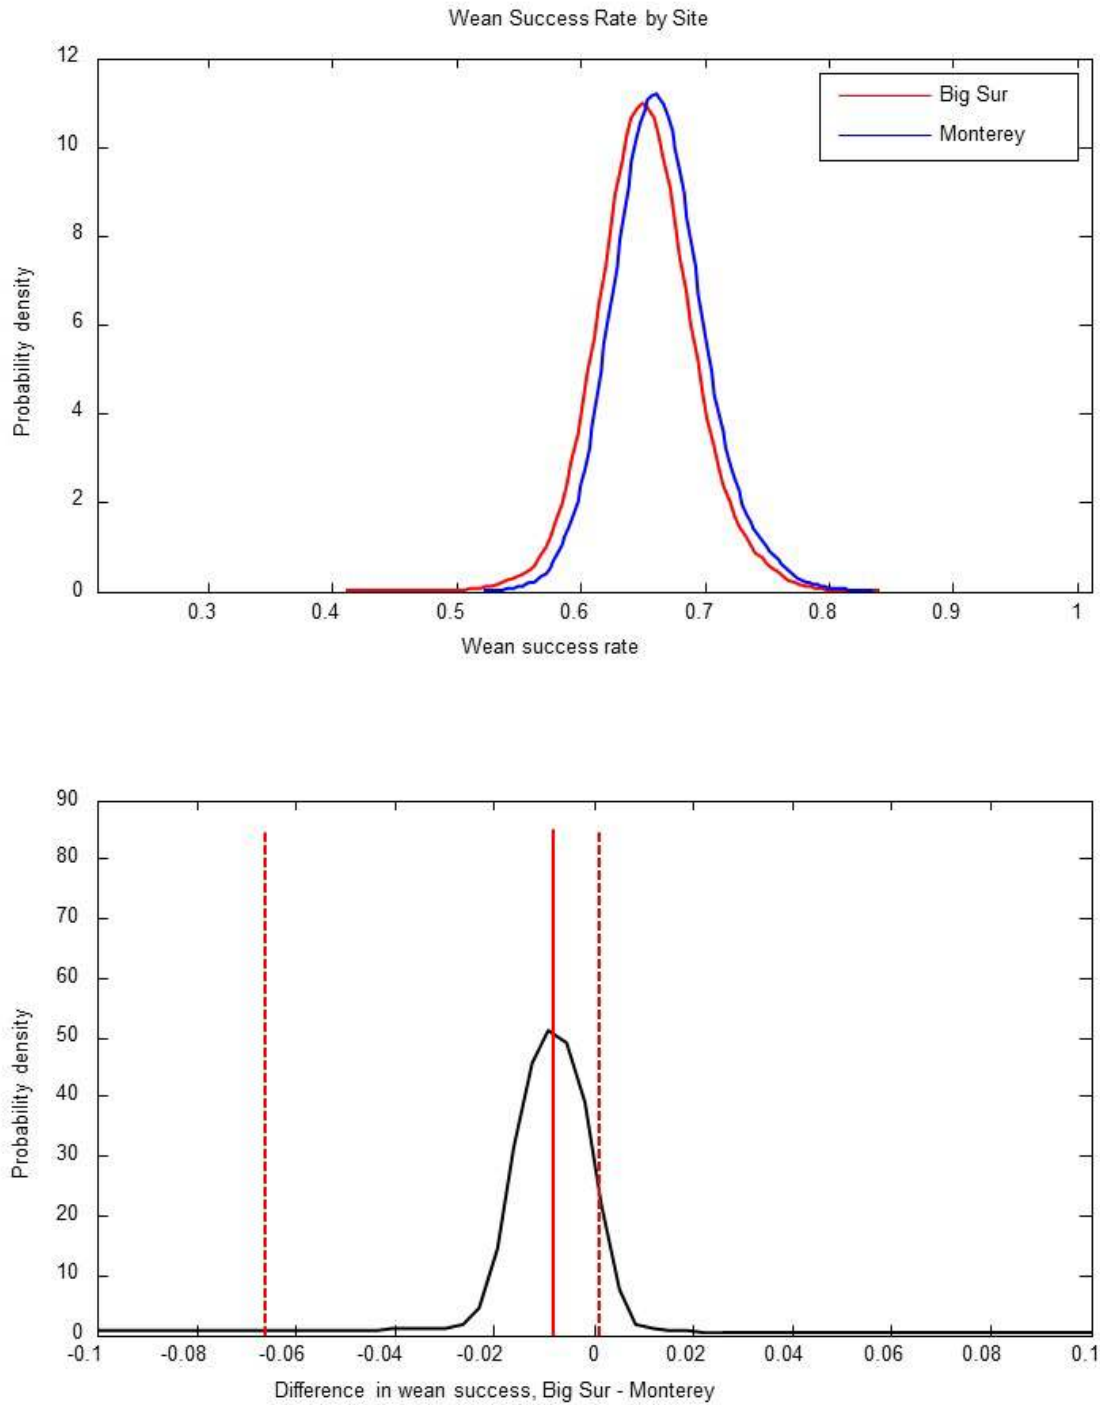 Wean Success Rate by Site
12
10
8
6
4
2
0
Probability density
Big Sur
Monterey
0.3 0.4 0.5 0.6 0.7 0.8 0.9 1
Wean success rate
90
80
70
60
50
40
30
20
10
0
Probability density
-0.1 -0.08 -0.06 -0.04 -0.02 0 0.02 0.04 0.06 0.08 0.1
Difference in wean success, Big Sur - Monterey